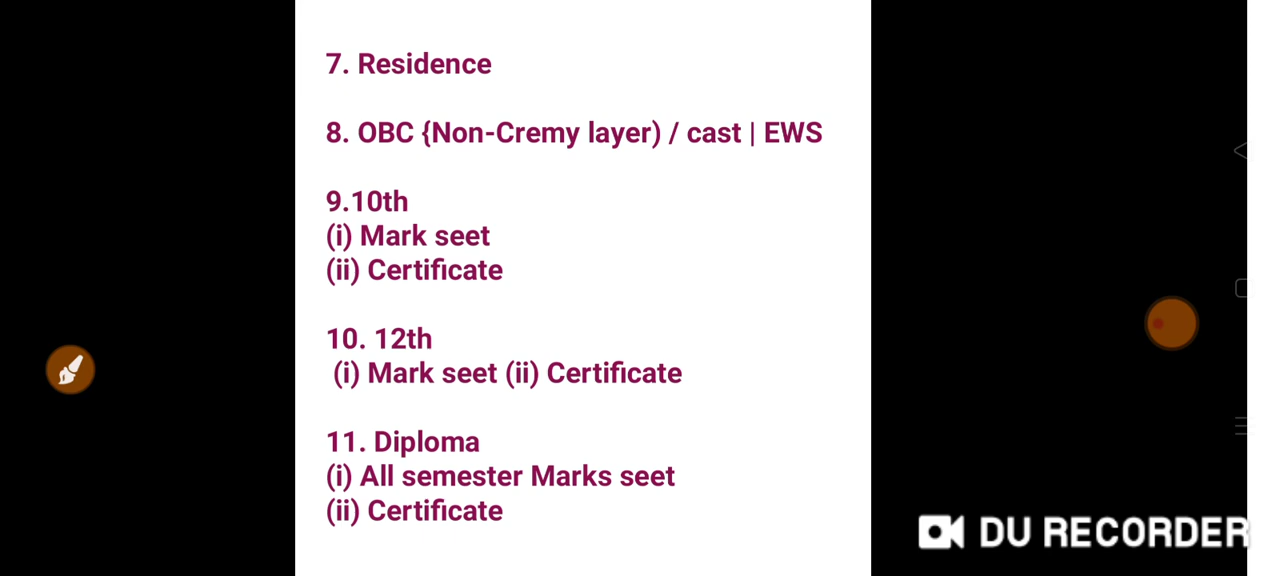 7. Residence
8. OBC {Non-Cremy layer) / cast | EWS
9.10th
(i) Mark seet
(ii) Certificate
10. 12th
(i) Mark seet (ii) Certificate
11. Diploma
(i) All semester Marks seet
(ii) Certificate
DU RECORDER